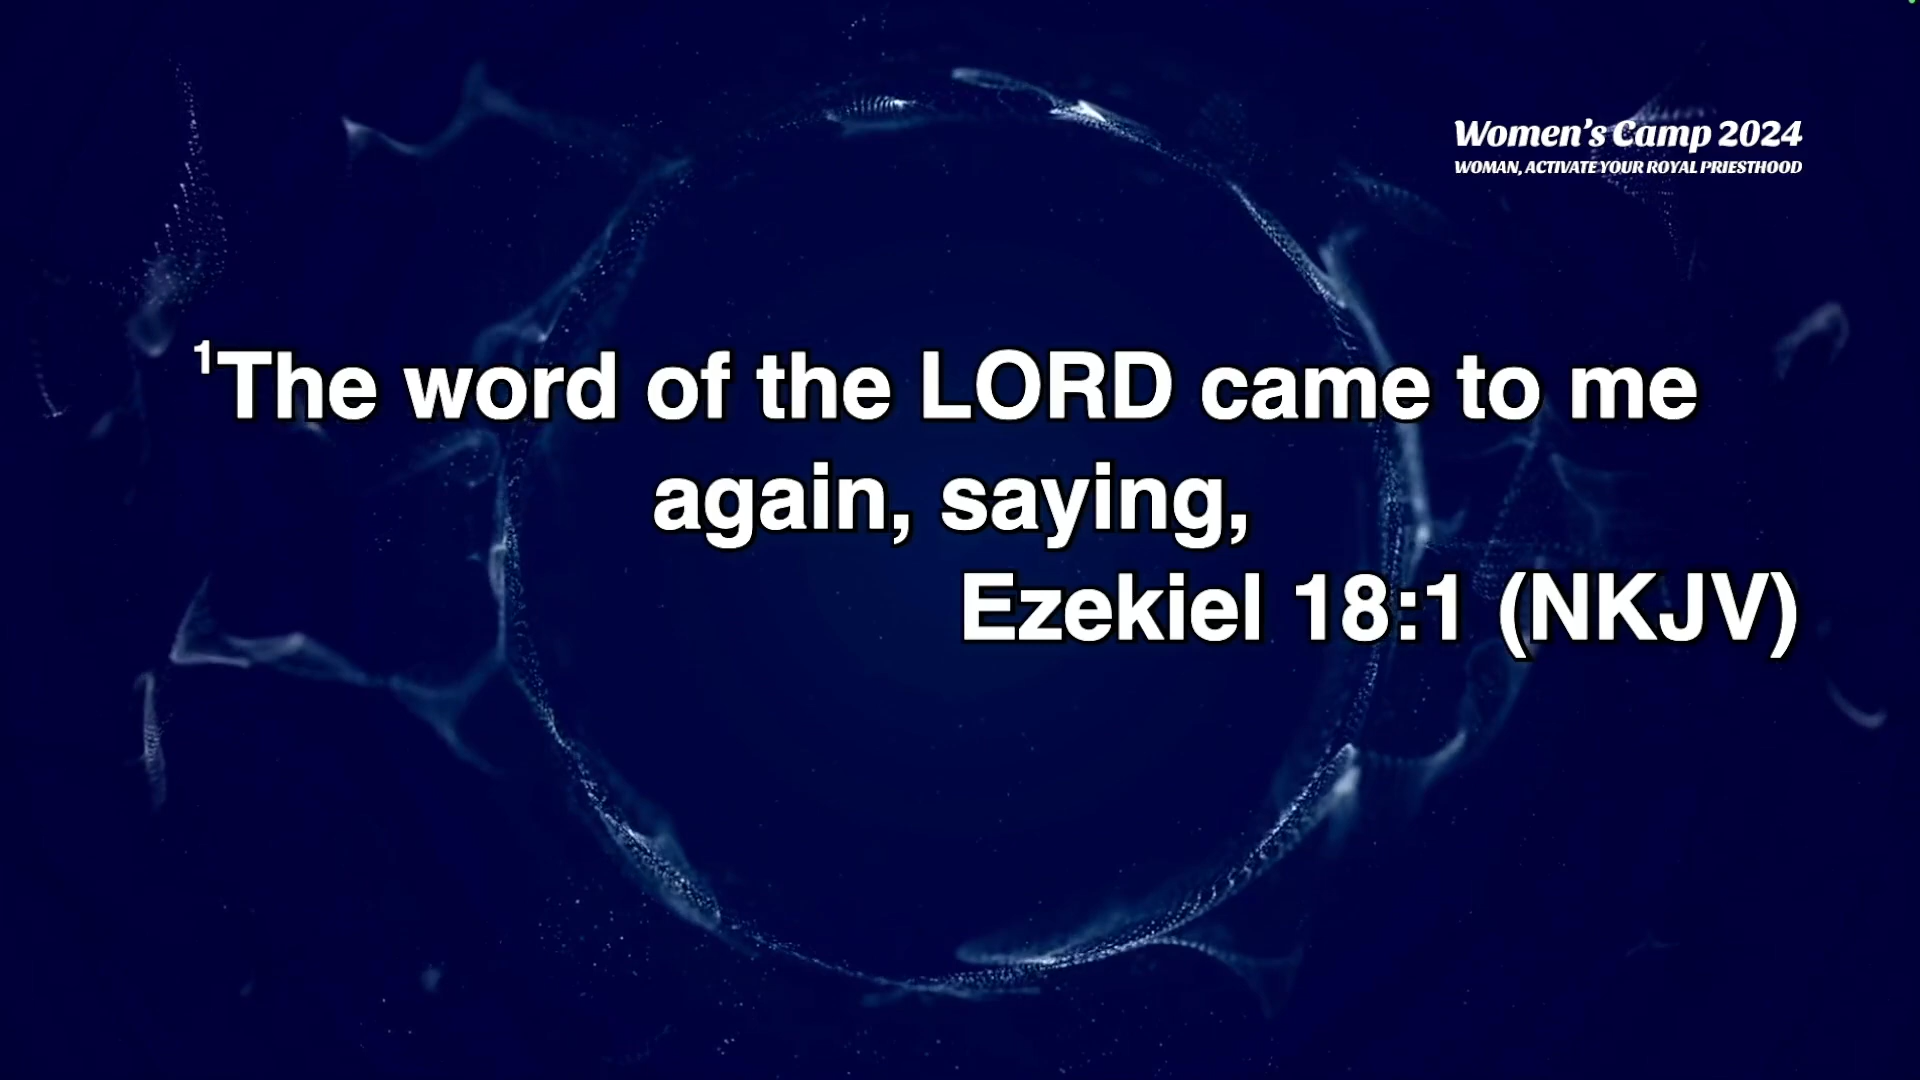 Women's Camp 2024
WOMAN, ACTIVATE YOUR ROYAL PRIESTHOOD
¹The word of the LORD came to me
again, saying,
Ezekiel 18:1 (NKJV)